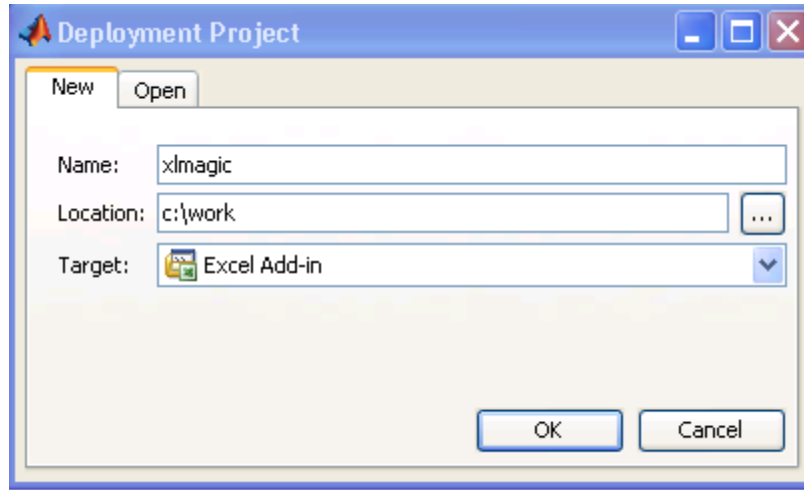 Deployment Project
New Open
Name: xlmagic
Location: c:\work ...
Target: Excel Add-in
OK Cancel